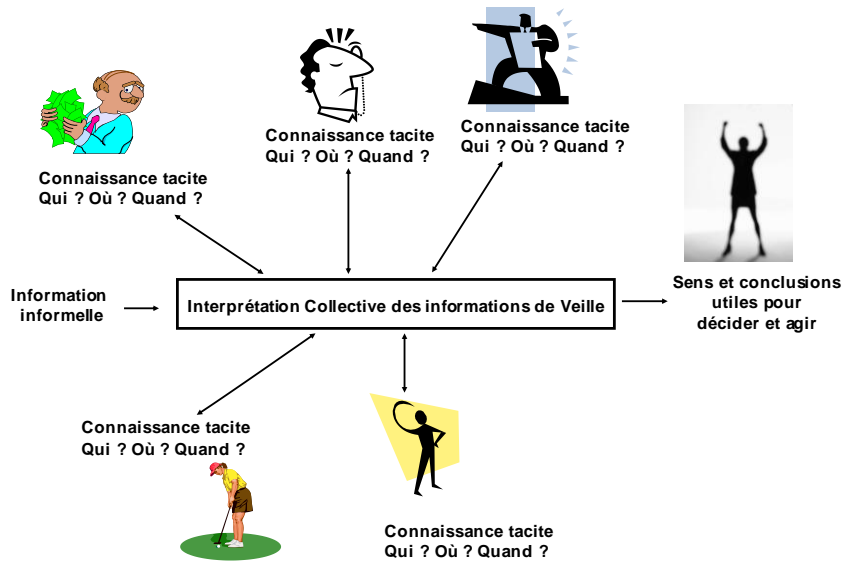 Connaissance tacite
Qui ? Où ? Quand ?
Connaissance tacite
Qui ? Où ? Quand ?
Connaissance tacite
Qui ? Où ? Quand ?
Information
informelle
Interprétation Collective des informations de Veille
Sens et conclusions
utiles pour
décider et agir
Connaissance tacite
Qui ? Où ? Quand ?
Connaissance tacite
Qui ? Où ? Quand ?